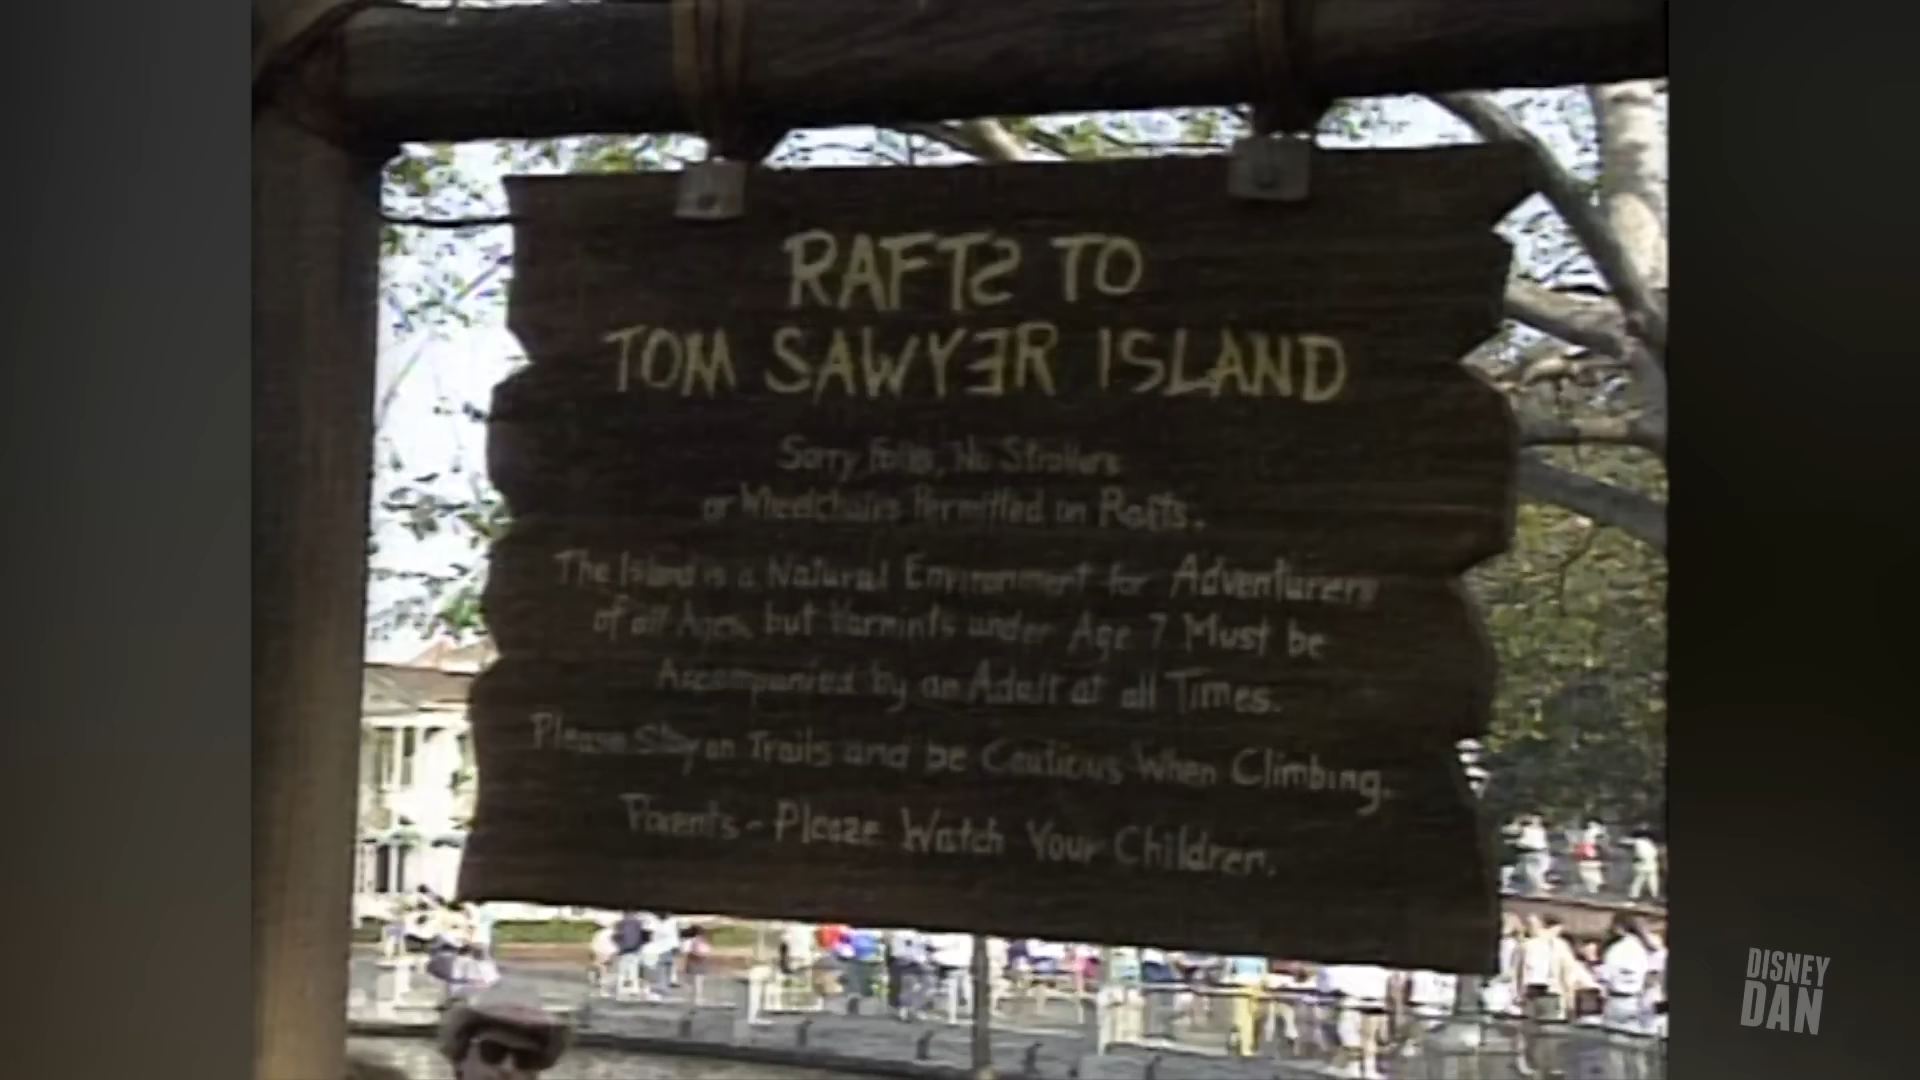 RAFTS TO
TOM SAWYER ISLAND
Sorry Folks, No Strollers
or Wheelchairs Permitted on Rafts.
The Island is a Natural Environment for Adventurers
of all Ages, but Varmints under Age 7 Must be
Accompanied by an Adult at all Times.
Please Stay on Trails and be Cautious When Climbing.
Parents - Please Watch Your Children.
DISNEY
DAN